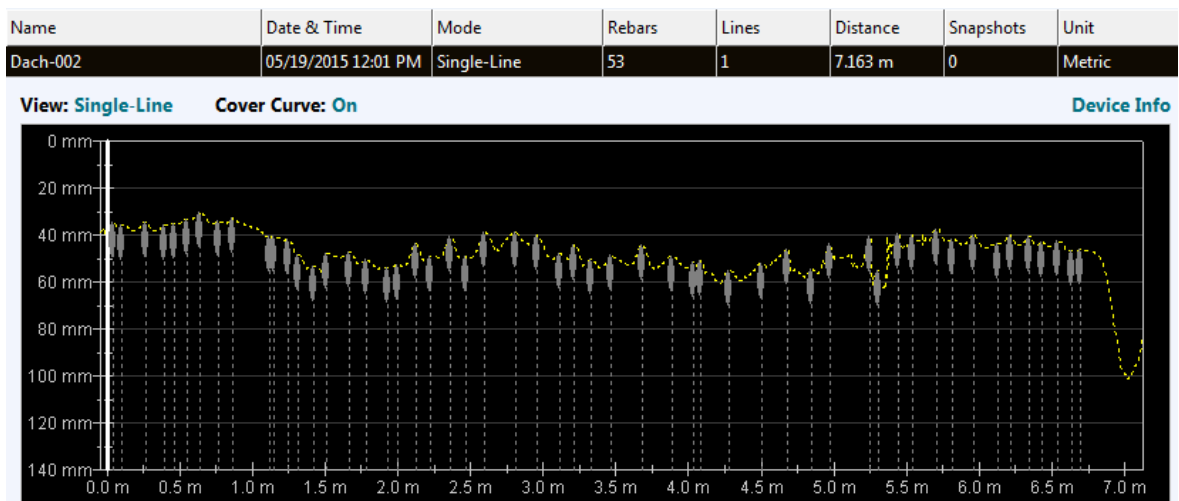 Name Date & Time Mode Rebars Lines Distance Snapshots Unit
Dach-002 05/19/2015 12:01 PM Single-Line 53 1 7.163 m 0 Metric
View: Single-Line Cover Curve: On Device Info
0 mm
20 mm
40 mm
60 mm
80 mm
100 mm
120 mm
140 mm
0.0 m 0.5 m 1.0 m 1.5 m 2.0 m 2.5 m 3.0 m 3.5 m 4.0 m 4.5 m 5.0 m 5.5 m 6.0 m 6.5 m 7.0 m